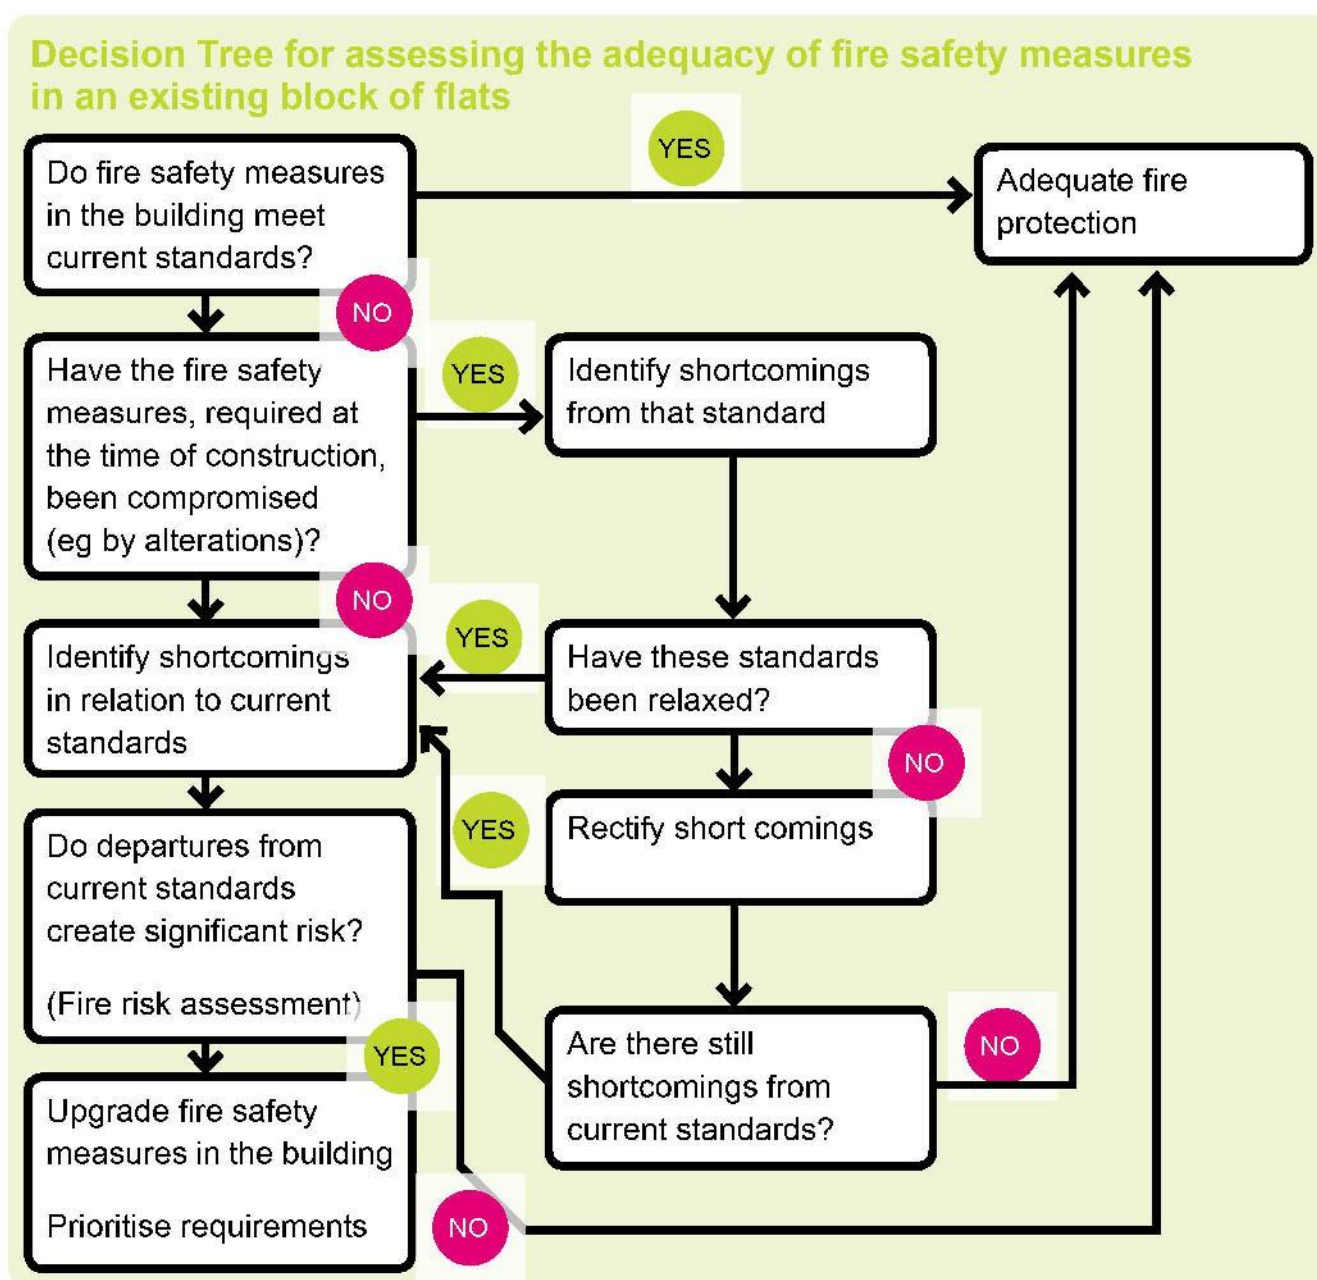 Decision Tree for assessing the adequacy of fire safety measures
in an existing block of flats
YES
Do fire safety measures
in the building meet
current standards?
Adequate fire
protection
NO
Have the fire safety
measures, required at
the time of construction,
been compromised
(eg by alterations)?
YES
Identify shortcomings
from that standard
NO
Identify shortcomings
in relation to current
standards
YES
Have these standards
been relaxed?
NO
Rectify short comings
YES
Do departures from
current standards
create significant risk?
(Fire risk assessment)
YES
Are there still
shortcomings from
current standards?
NO
Upgrade fire safety
measures in the building
Prioritise requirements
NO